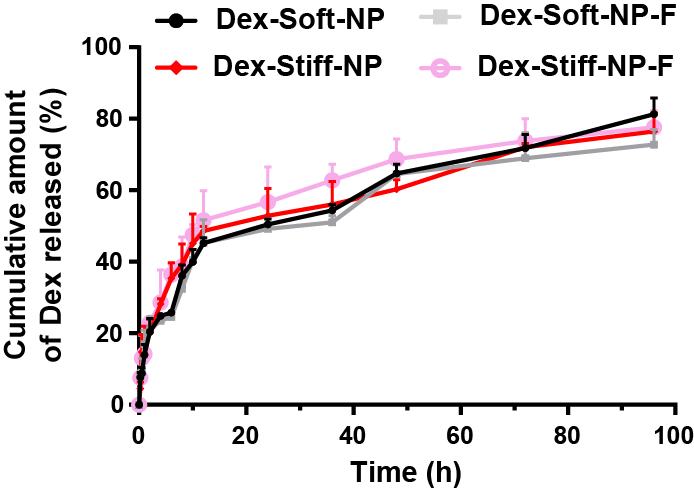 Dex-Soft-NP
Dex-Soft-NP-F
Dex-Stiff-NP
Dex-Stiff-NP-F
Cumulative amount
of Dex released (%)
100
80
60
40
20
0
0 20 40 60 80 100
Time (h)